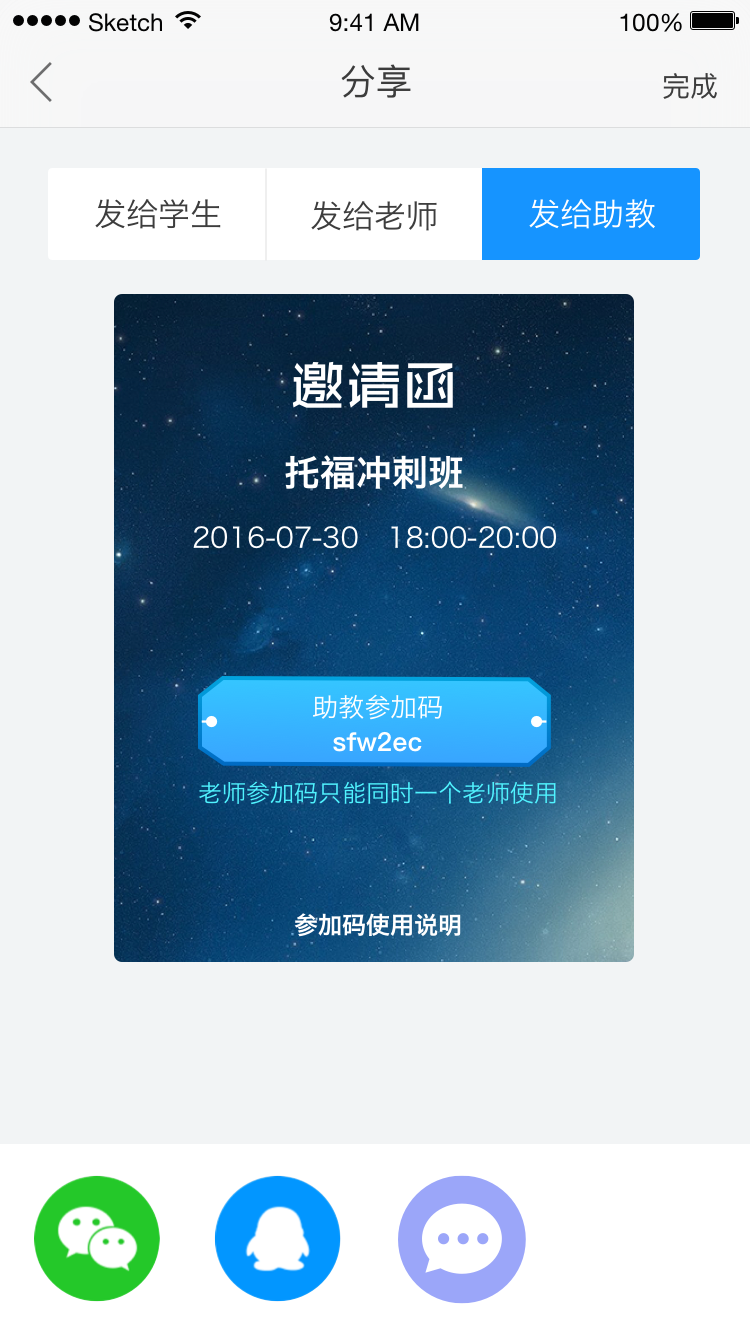 Sketch 9:41 AM 100%
分享 完成
发给学生 发给老师 发给助教
邀请函
托福冲刺班
2016-07-30 18:00-20:00
助教参加码
sfw2ec
老师参加码只能同时一个老师使用
参加码使用说明